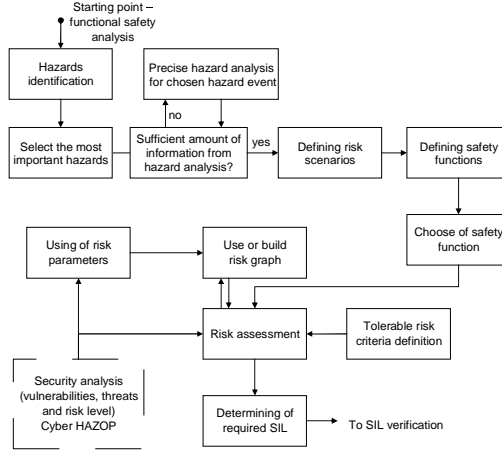 Starting point –
functional safety
analysis
Hazards
identification
Precise hazard analysis
for chosen hazard event
no
Select the most
important hazards
Sufficient amount of
information from
hazard analysis?
yes
Defining risk
scenarios
Defining safety
functions
Choose of safety
function
Using of risk
parameters
Use or build
risk graph
Risk assessment
Tolerable risk
criteria definition
Security analysis
(vulnerabilities, threats
and risk level)
Cyber HAZOP
Determining of
required SIL
To SIL verification